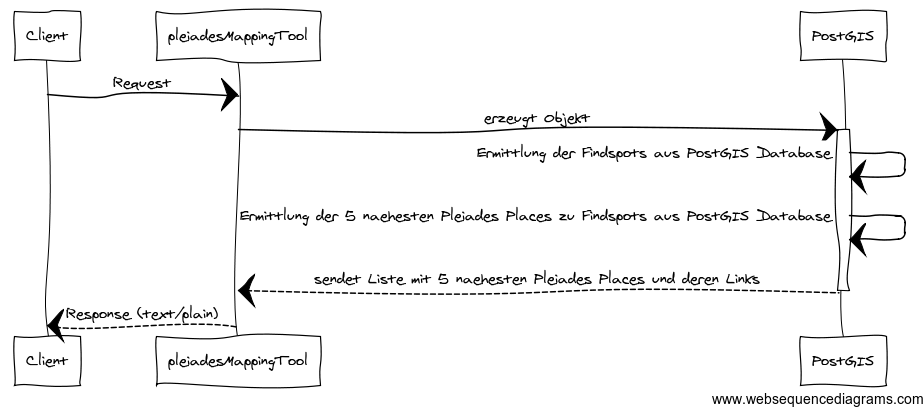 Client
pleiadesMappingTool
PostGIS
Request
erzeugt Objekt
Ermittlung der Findspots aus PostGIS Database
Ermittlung der 5 naehesten Pleiades Places zu Findspots aus PostGIS Database
sendet Liste mit 5 naehesten Pleiades Places und deren Links
Response (text/plain)
Client
pleiadesMappingTool
PostGIS
www.websequencediagrams.com